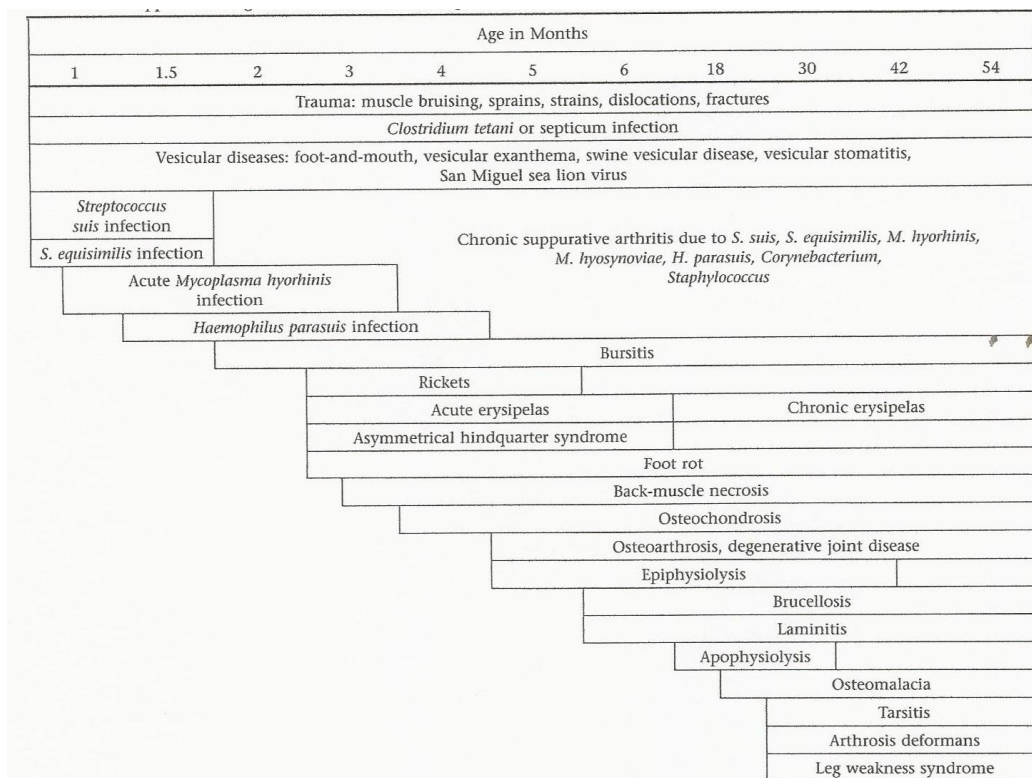 Age in Months
1 1.5 2 3 4 5 6 18 30 42 54
Trauma: muscle bruising, sprains, strains, dislocations, fractures
Clostridium tetani or septicum infection
Vesicular diseases: foot-and-mouth, vesicular exanthema, swine vesicular disease, vesicular stomatitis,
San Miguel sea lion virus
Streptococcus
suis infection
S. equisimilis infection
Chronic suppurative arthritis due to S. suis, S. equisimilis, M. hyorhinis,
M. hyosynoviae, H. parasuis, Corynebacterium,
Staphylococcus
Acute Mycoplasma hyorhinis
infection
Haemophilus parasuis infection
Bursitis
Rickets
Acute erysipelas Chronic erysipelas
Asymmetrical hindquarter syndrome
Foot rot
Back-muscle necrosis
Osteochondrosis
Osteoarthrosis, degenerative joint disease
Epiphysiolysis
Brucellosis
Laminitis
Apophysiolysis
Osteomalacia
Tarsitis
Arthrosis deformans
Leg weakness syndrome